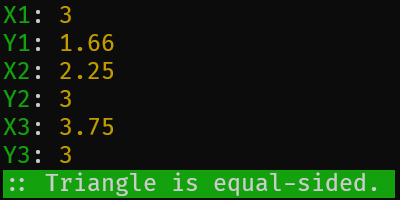 X1: 3
Y1: 1.66
X2: 2.25
Y2: 3
X3: 3.75
Y3: 3
:: Triangle is equal-sided.